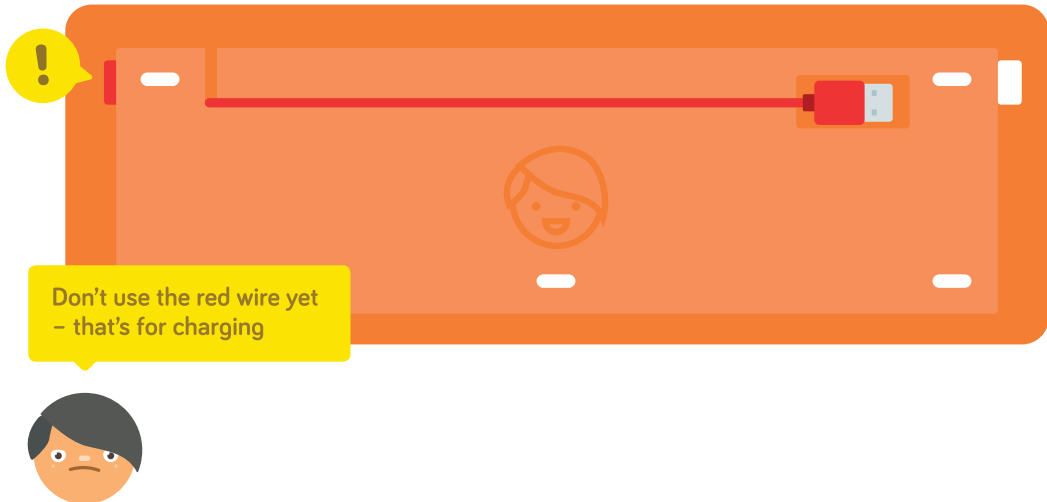 !
Don't use the red wire yet
– that's for charging